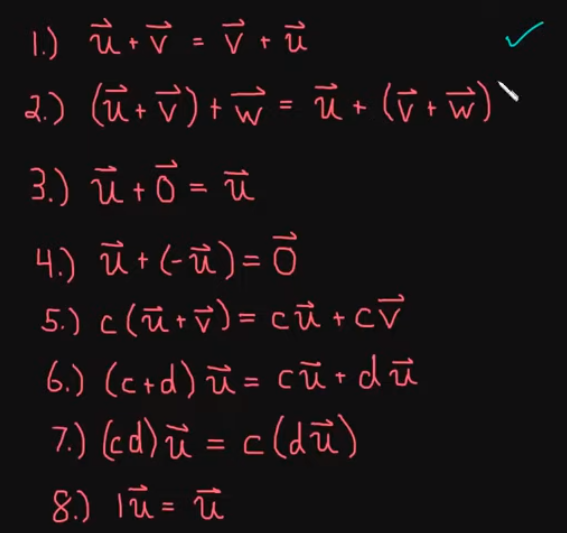 1.) u⃗ + v⃗ = v⃗ + u⃗ ✓
2.) (u⃗ + v⃗) + w⃗ = u⃗ + (v⃗ + w⃗)
3.) u⃗ + 0⃗ = u⃗
4.) u⃗ + (-u⃗) = 0⃗
5.) c(u⃗ + v⃗) = cu⃗ + cv⃗
6.) (c+d)u⃗ = cu⃗ + du⃗
7.) (cd)u⃗ = c(du⃗)
8.) 1u⃗ = u⃗